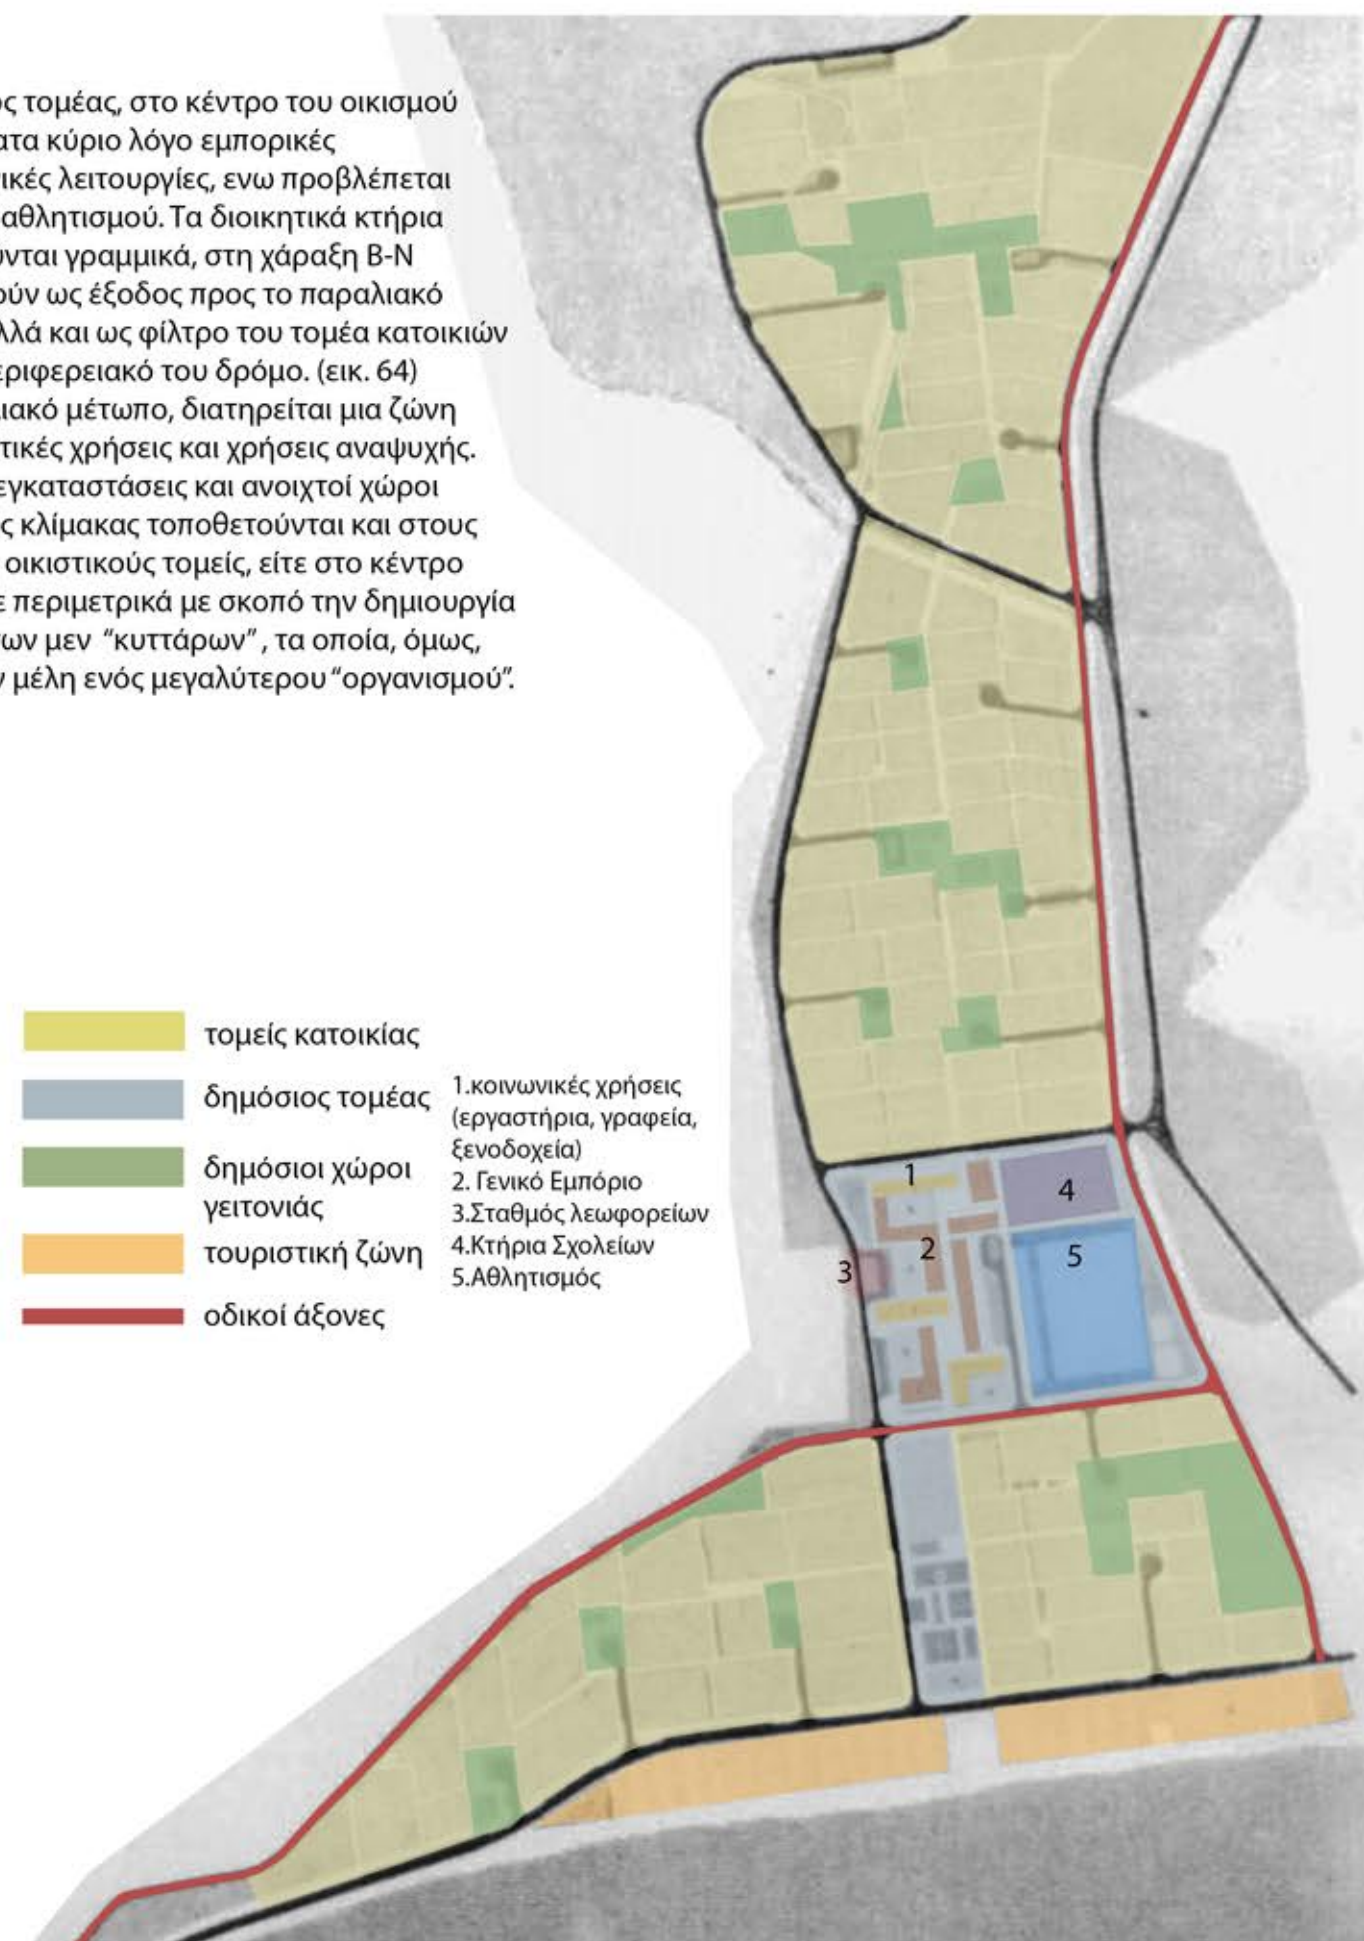 ς τομέας, στο κέντρο του οικισμού
ατα κύριο λόγο εμπορικές
ικές λειτουργίες, ενω προβλέπεται
αθλητισμού. Τα διοικητικά κτήρια
ύνται γραμμικά, στη χάραξη Β-Ν
ούν ως έξοδος προς το παραλιακό
λλά και ως φίλτρο του τομέα κατοικιών
εριφερειακό του δρόμο. (εικ. 64)
ιακό μέτωπο, διατηρείται μια ζώνη
τικές χρήσεις και χρήσεις αναψυχής.
εγκαταστάσεις και ανοιχτοί χώροι
ς κλίμακας τοποθετούνται και στους
οικιστικούς τομείς, είτε στο κέντρο
ε περιμετρικά με σκοπό την δημιουργία
των μεν “κυττάρων” , τα οποία, όμως,
ν μέλη ενός μεγαλύτερου “οργανισμού”.
τομείς κατοικίας
δημόσιος τομέας
δημόσιοι χώροι
γειτονιάς
τουριστική ζώνη
οδικοί άξονες
1.κοινωνικές χρήσεις
(εργαστήρια, γραφεία,
ξενοδοχεία)
2. Γενικό Εμπόριο
3.Σταθμός λεωφορείων
4.Κτήρια Σχολείων
5.Αθλητισμός
1
4
2
5
3